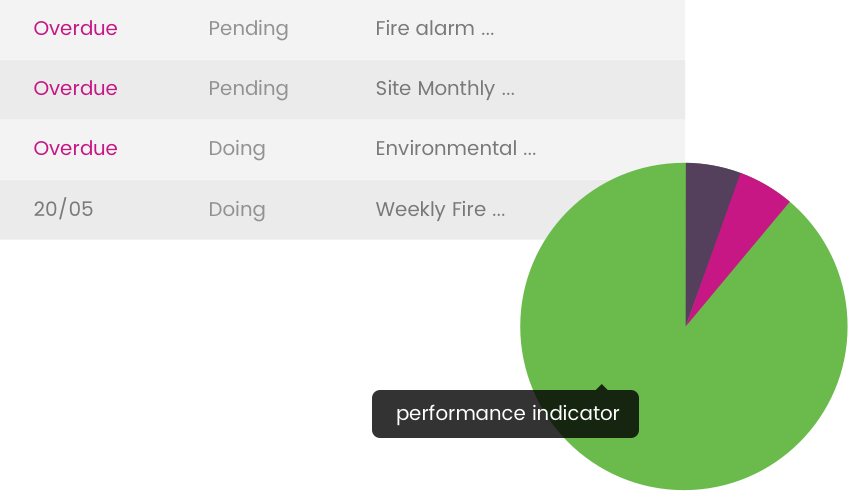 Overdue Pending Fire alarm ...
Overdue Pending Site Monthly ...
Overdue Doing Environmental ...
20/05 Doing Weekly Fire ...
performance indicator